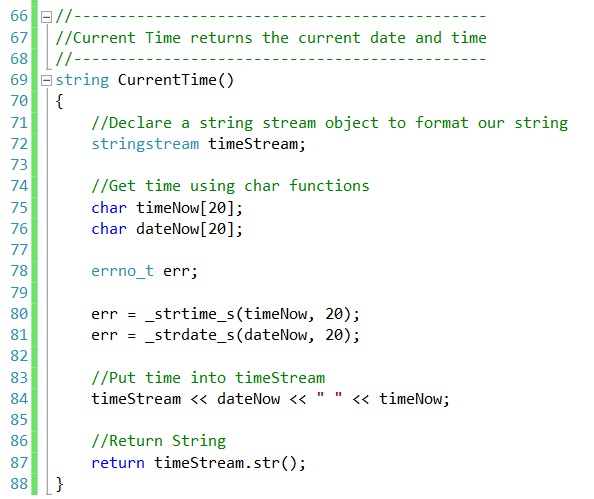 66 //----------------------------------------------
67 //Current Time returns the current date and time
68 //----------------------------------------------
69 string CurrentTime()
70 {
71     //Declare a string stream object to format our string
72     stringstream timeStream;
73
74     //Get time using char functions
75     char timeNow[20];
76     char dateNow[20];
77
78     errno_t err;
79
80     err = _strtime_s(timeNow, 20);
81     err = _strdate_s(dateNow, 20);
82
83     //Put time into timeStream
84     timeStream << dateNow << " " << timeNow;
85
86     //Return String
87     return timeStream.str();
88 }